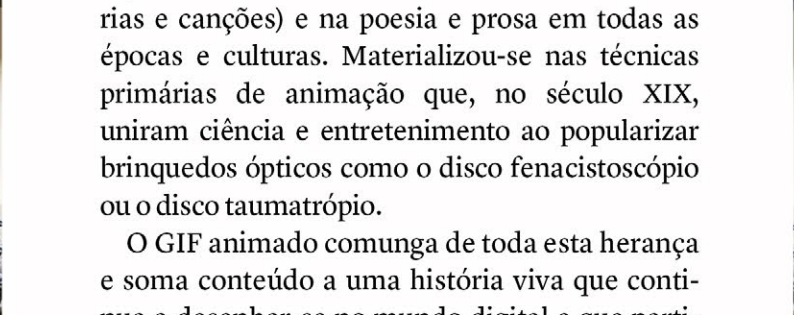 rias e canções) e na poesia e prosa em todas as
épocas e culturas. Materializou-se nas técnicas
primárias de animação que, no século XIX,
uniram ciência e entretenimento ao popularizar
brinquedos ópticos como o disco fenacistoscópio
ou o disco taumatrópio.
O GIF animado comunga de toda esta herança
e soma conteúdo a uma história viva que conti-